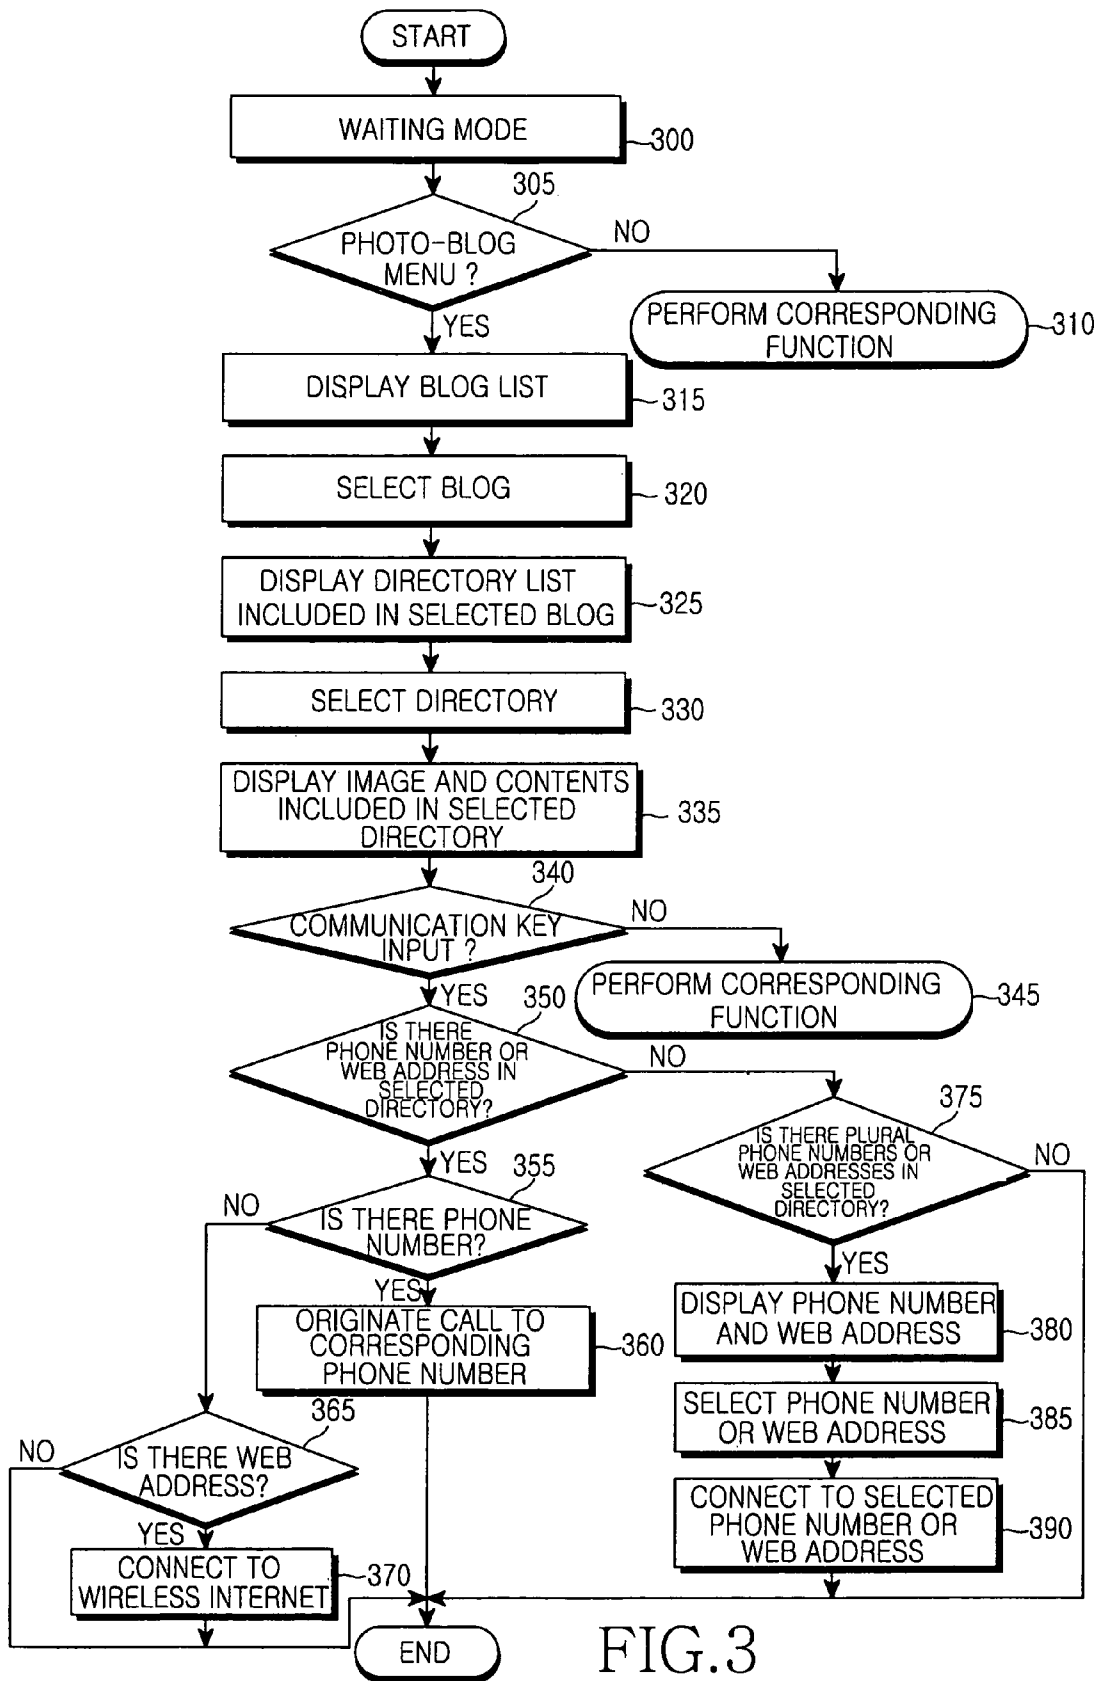 START
WAITING MODE
300
305
PHOTO-BLOG
MENU ?
NO
PERFORM CORRESPONDING
FUNCTION
310
YES
DISPLAY BLOG LIST
315
SELECT BLOG
320
DISPLAY DIRECTORY LIST
INCLUDED IN SELECTED BLOG
325
SELECT DIRECTORY
330
DISPLAY IMAGE AND CONTENTS
INCLUDED IN SELECTED
DIRECTORY
335
340
COMMUNICATION KEY
INPUT ?
NO
PERFORM CORRESPONDING
FUNCTION
345
YES
350
IS THERE
PHONE NUMBER OR
WEB ADDRESS IN
SELECTED
DIRECTORY?
NO
375
IS THERE PLURAL
PHONE NUMBERS OR
WEB ADDRESSES IN
SELECTED
DIRECTORY?
NO
YES
355
IS THERE PHONE
NUMBER?
NO
YES
ORIGINATE CALL TO
CORRESPONDING
PHONE NUMBER
360
YES
DISPLAY PHONE NUMBER
AND WEB ADDRESS
380
SELECT PHONE NUMBER
OR WEB ADDRESS
385
CONNECT TO SELECTED
PHONE NUMBER OR
WEB ADDRESS
390
365
IS THERE WEB
ADDRESS?
NO
YES
CONNECT TO
WIRELESS INTERNET
370
END
FIG.3